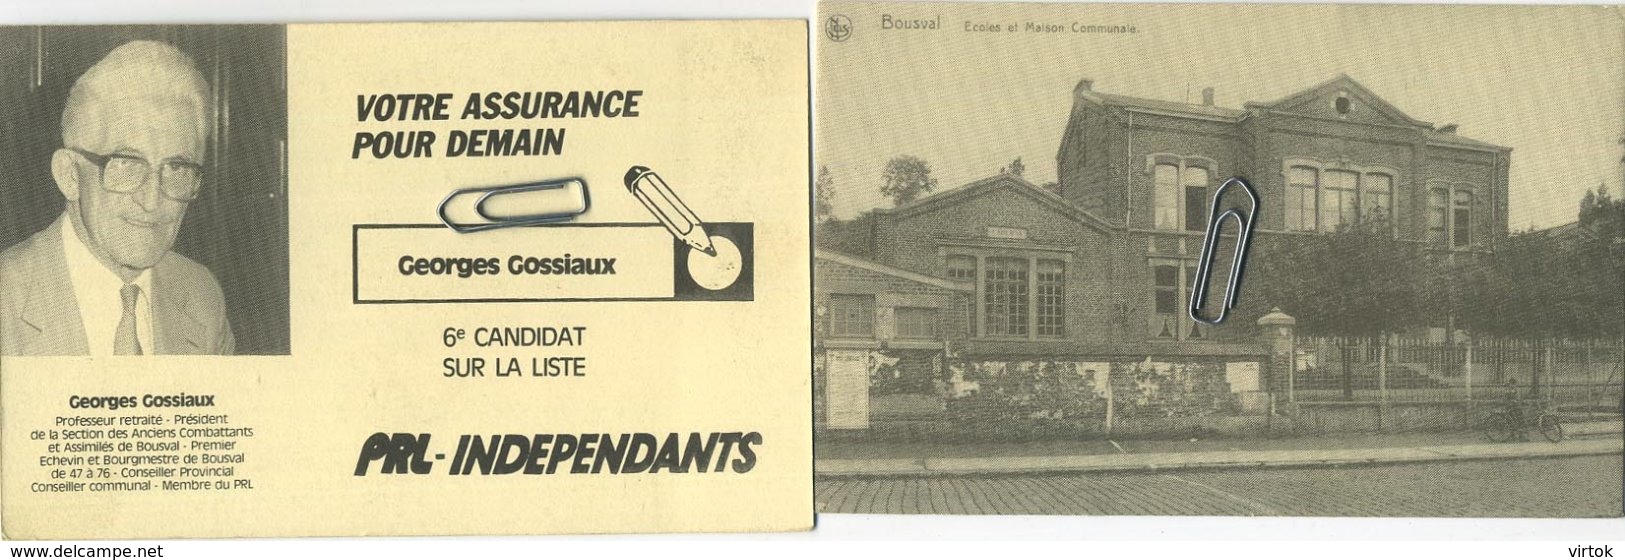 VOTRE ASSURANCE
POUR DEMAIN
Georges Gossiaux
6e CANDIDAT
SUR LA LISTE
PRL-INDEPENDANTS
Georges Gossiaux
Professeur retraité - Président
de la Section des Anciens Combattants
et Assimilés de Bousval - Premier
Echevin et Bourgmestre de Bousval
de 47 à 76 - Conseiller Provincial
Conseiller communal - Membre du PRL
Bousval Ecoles et Maison Communale.
www.delcampe.net
virtok